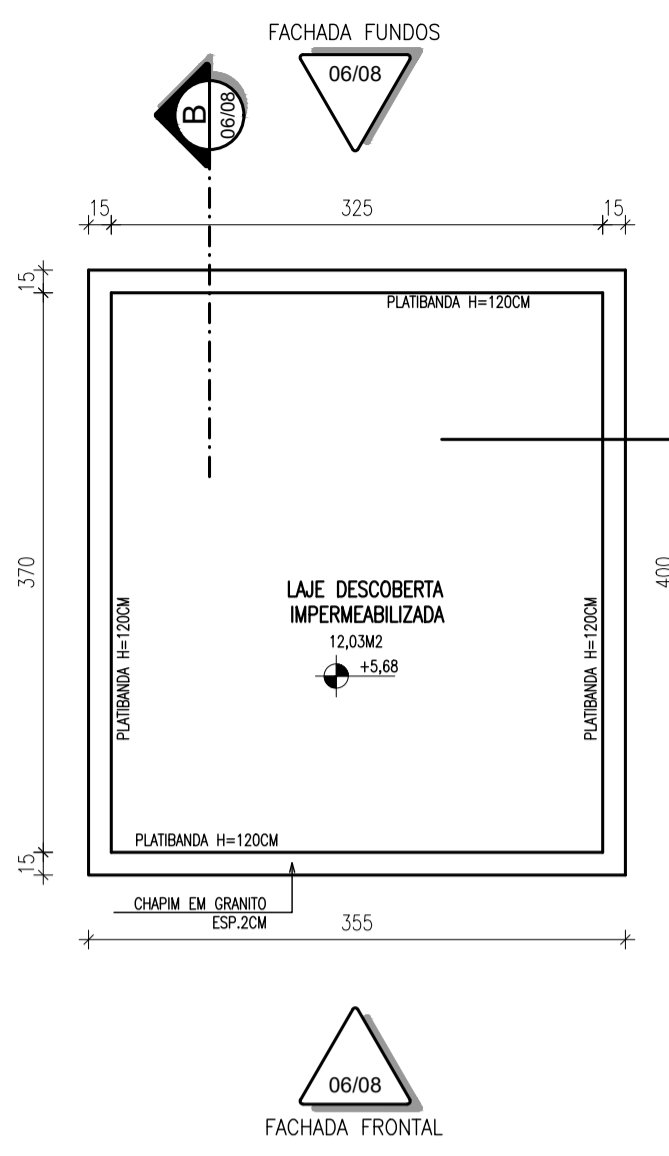 FACHADA FUNDOS
06/08
B
06/08
15
325
15
15
PLATIBANDA H=120CM
370
400
LAJE DESCOBERTA
IMPERMEABILIZADA
12,03M2
+5,68
PLATIBANDA H=120CM
PLATIBANDA H=120CM
PLATIBANDA H=120CM
15
CHAPIM EM GRANITO
ESP.2CM
355
06/08
FACHADA FRONTAL